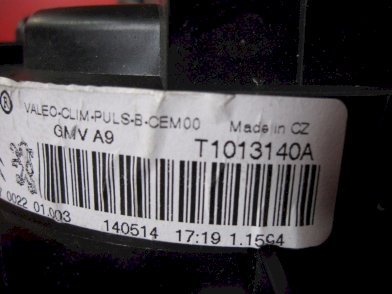 ®
VALEO-CLIM-PULS-B-CEM00 Made in CZ
GMV A9 T1013140A
0022 01.003 140514 17:19 1.1594